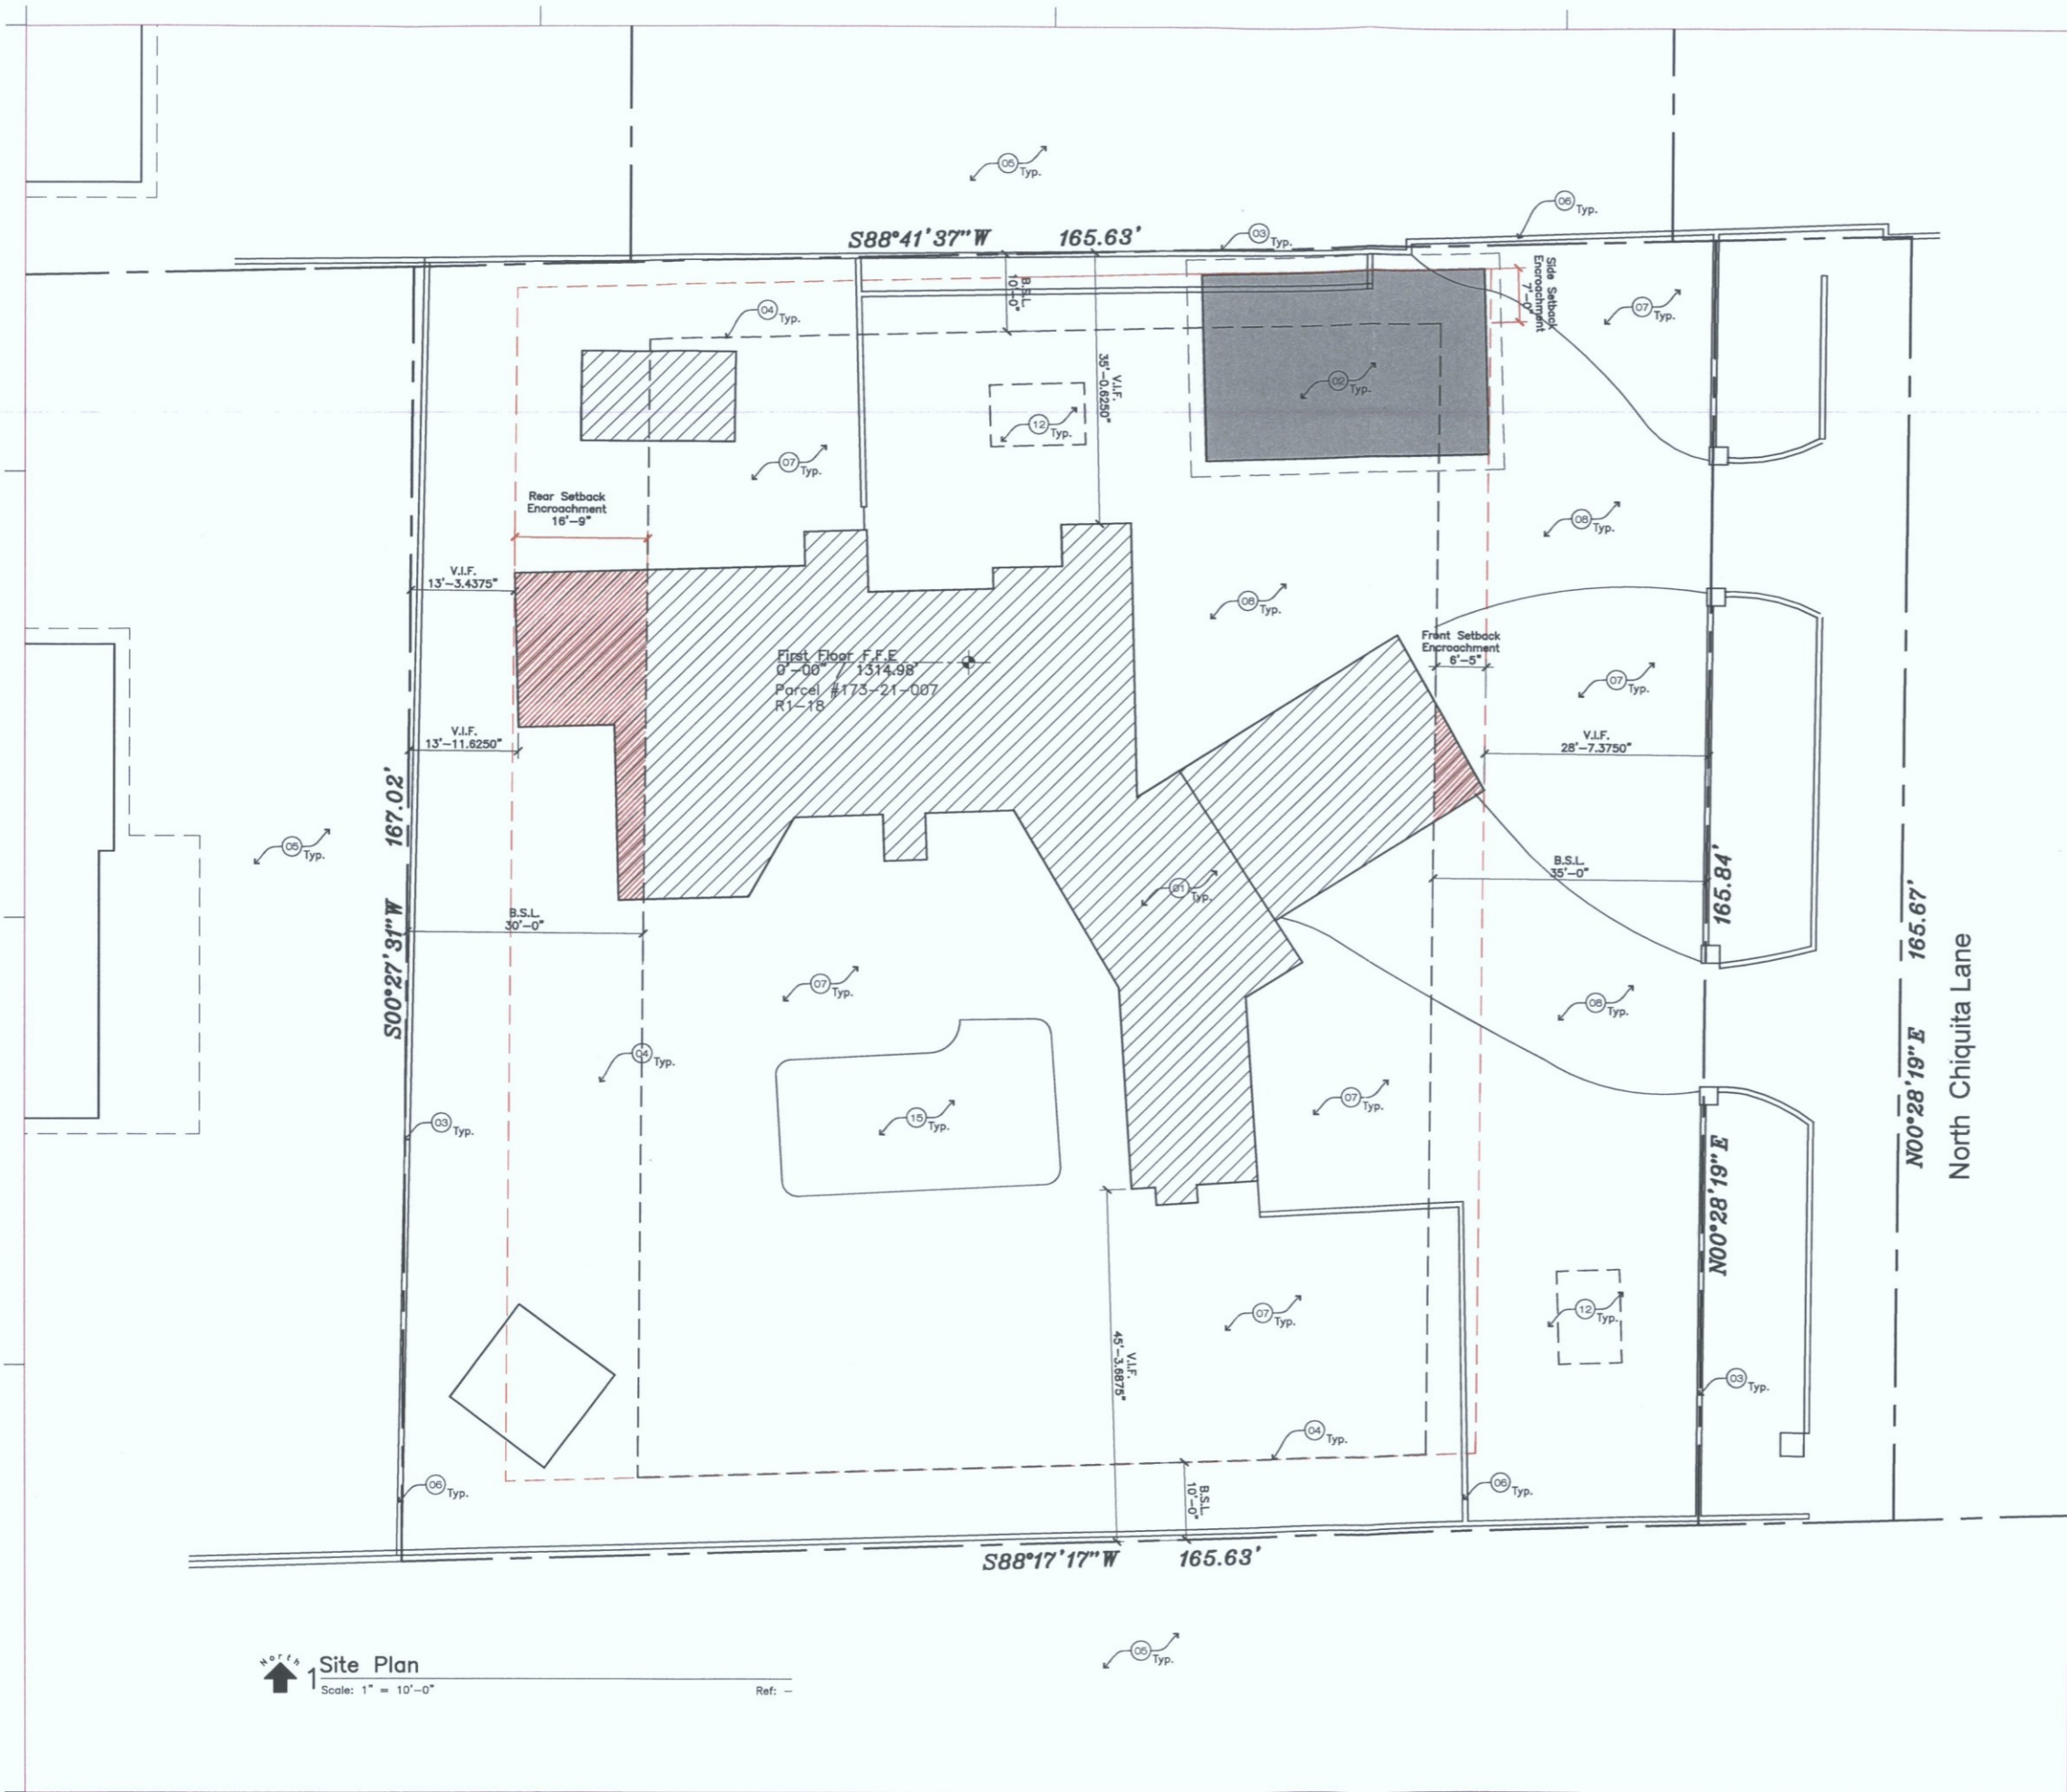 05 Typ.
06 Typ.
S88°41'37"W 165.63'
03 Typ.
B.S.L.
10'-0"
Side Setback
Encroachment
7'-0"
04 Typ.
07 Typ.
V.I.F.
35'-0.6250"
02 Typ.
12 Typ.
07 Typ.
Rear Setback
Encroachment
16'-9"
08 Typ.
V.I.F.
13'-3.4375"
08 Typ.
Front Setback
Encroachment
6'-5"
First Floor F.F.E
0'-00" / 1314.98'
Parcel #173-21-007
R1-18
07 Typ.
V.I.F.
13'-11.6250"
V.I.F.
28'-7.3750"
S00°27'31"W 167.02'
05 Typ.
B.S.L.
35'-0"
165.84'
01 Typ.
165.67'
B.S.L.
30'-0"
07 Typ.
08 Typ.
04 Typ.
N00°28'19"E
North Chiquita Lane
07 Typ.
15 Typ.
03 Typ.
N00°28'19"E
07 Typ.
12 Typ.
V.I.F.
45'-3.6875"
03 Typ.
04 Typ.
06 Typ.
B.S.L.
10'-0"
06 Typ.
S88°17'17"W 165.63'
05 Typ.
North
1 Site Plan
Scale: 1" = 10'-0"
Ref: -